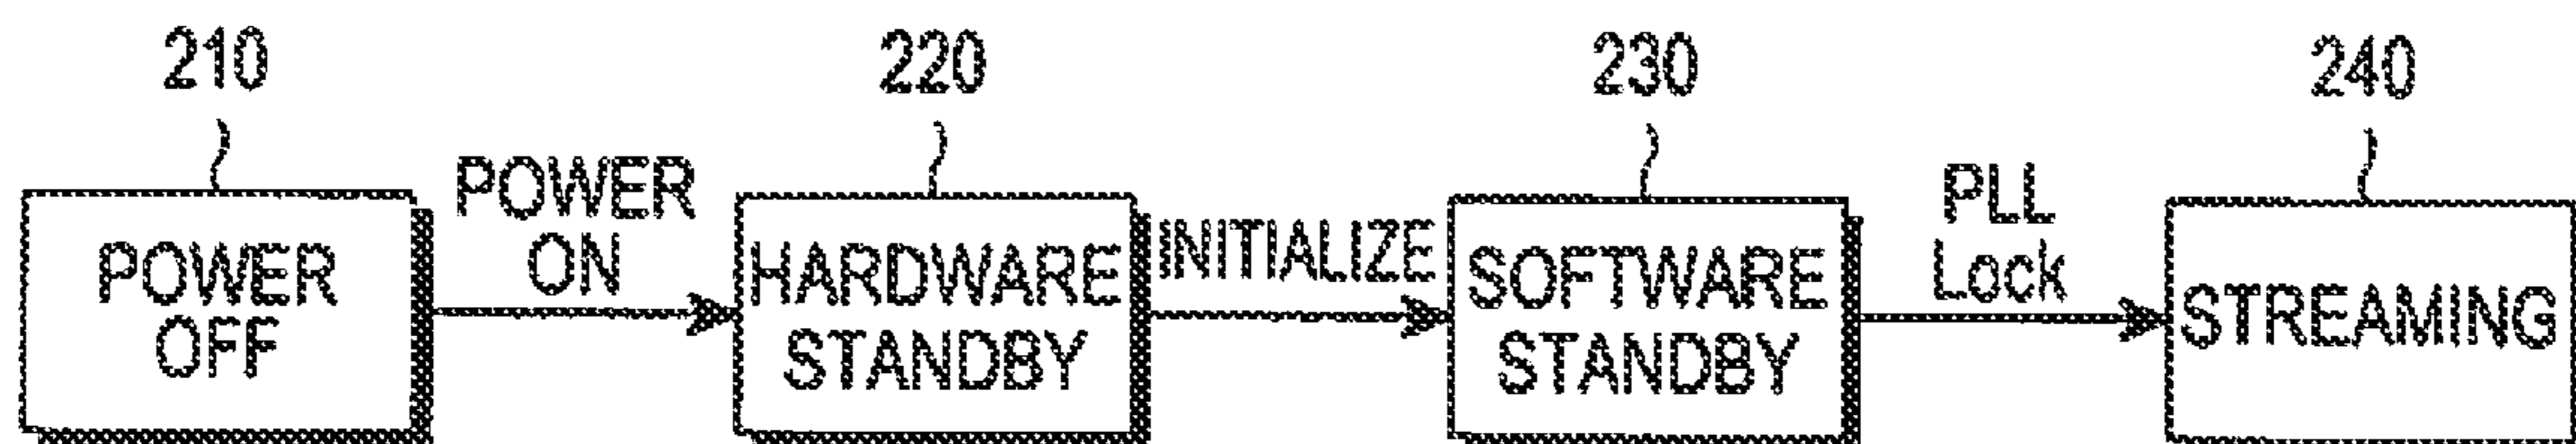 210
220
230
240
POWER
OFF
POWER
ON
HARDWARE
STANDBY
INITIALIZE
SOFTWARE
STANDBY
PLL
Lock
STREAMING